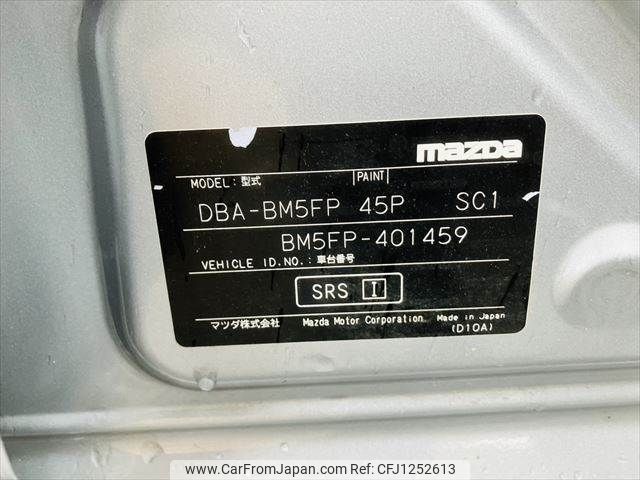 mazda
MODEL: 型式 PAINT
DBA-BM5FP 45P SC1
BM5FP-401459
VEHICLE ID.NO.: 車台番号
SRS I
マツダ株式会社 Mazda Motor Corporation Made in Japan
(D10A)
© www.CarFromJapan.com - CFJ1252613